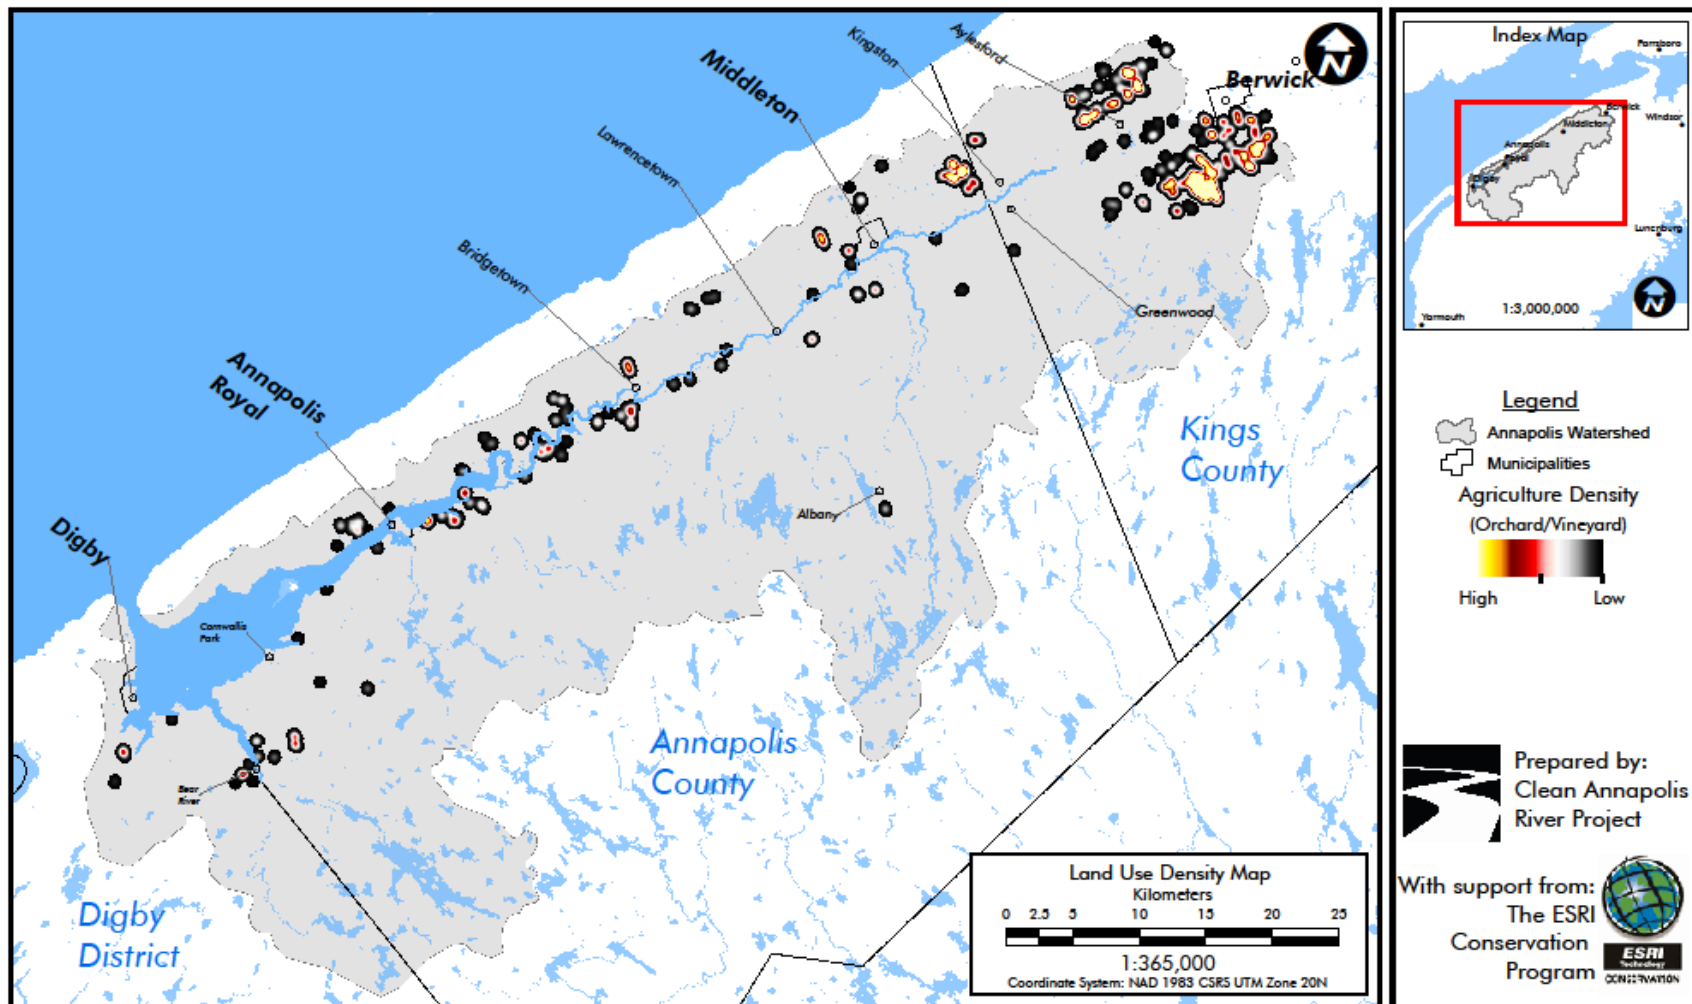 Kingston
Aylesford
Middleton
Berwick
N
Lawrencetown
Bridgetown
Greenwood
Annapolis
Royal
Kings
County
Albany
Digby
Cornwallis
Park
Annapolis
County
Bear
River
Digby
District
Land Use Density Map
Kilometers
0 2.5 5 10 15 20 25
1:365,000
Coordinate System: NAD 1983 CSRS UTM Zone 20N
Index Map
Parrsboro
Berwick
Windsor
Middleton
Annapolis
Royal
Digby
Lunenburg
N
Yarmouth
1:3,000,000
Legend
Annapolis Watershed
Municipalities
Agriculture Density
(Orchard/Vineyard)
High Low
Prepared by:
Clean Annapolis
River Project
With support from:
The ESRI
Conservation
Program
ESRI
Technology
CONSERVATION